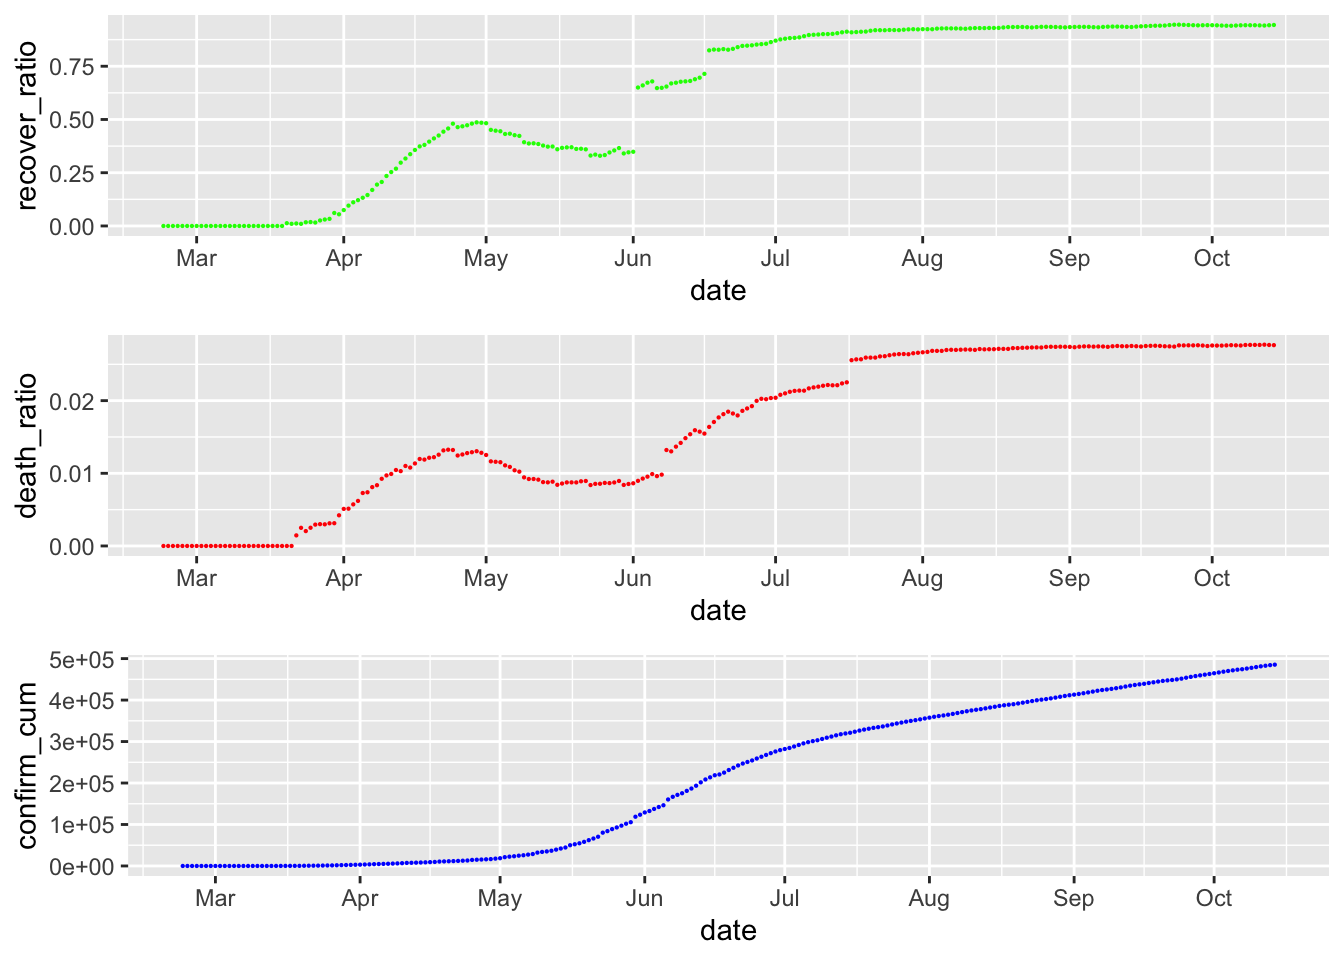 recover_ratio
0.75
0.50
0.25
0.00
Mar Apr May Jun Jul Aug Sep Oct
date
death_ratio
0.02
0.01
0.00
Mar Apr May Jun Jul Aug Sep Oct
date
confirm_cum
5e+05
4e+05
3e+05
2e+05
1e+05
0e+00
Mar Apr May Jun Jul Aug Sep Oct
date